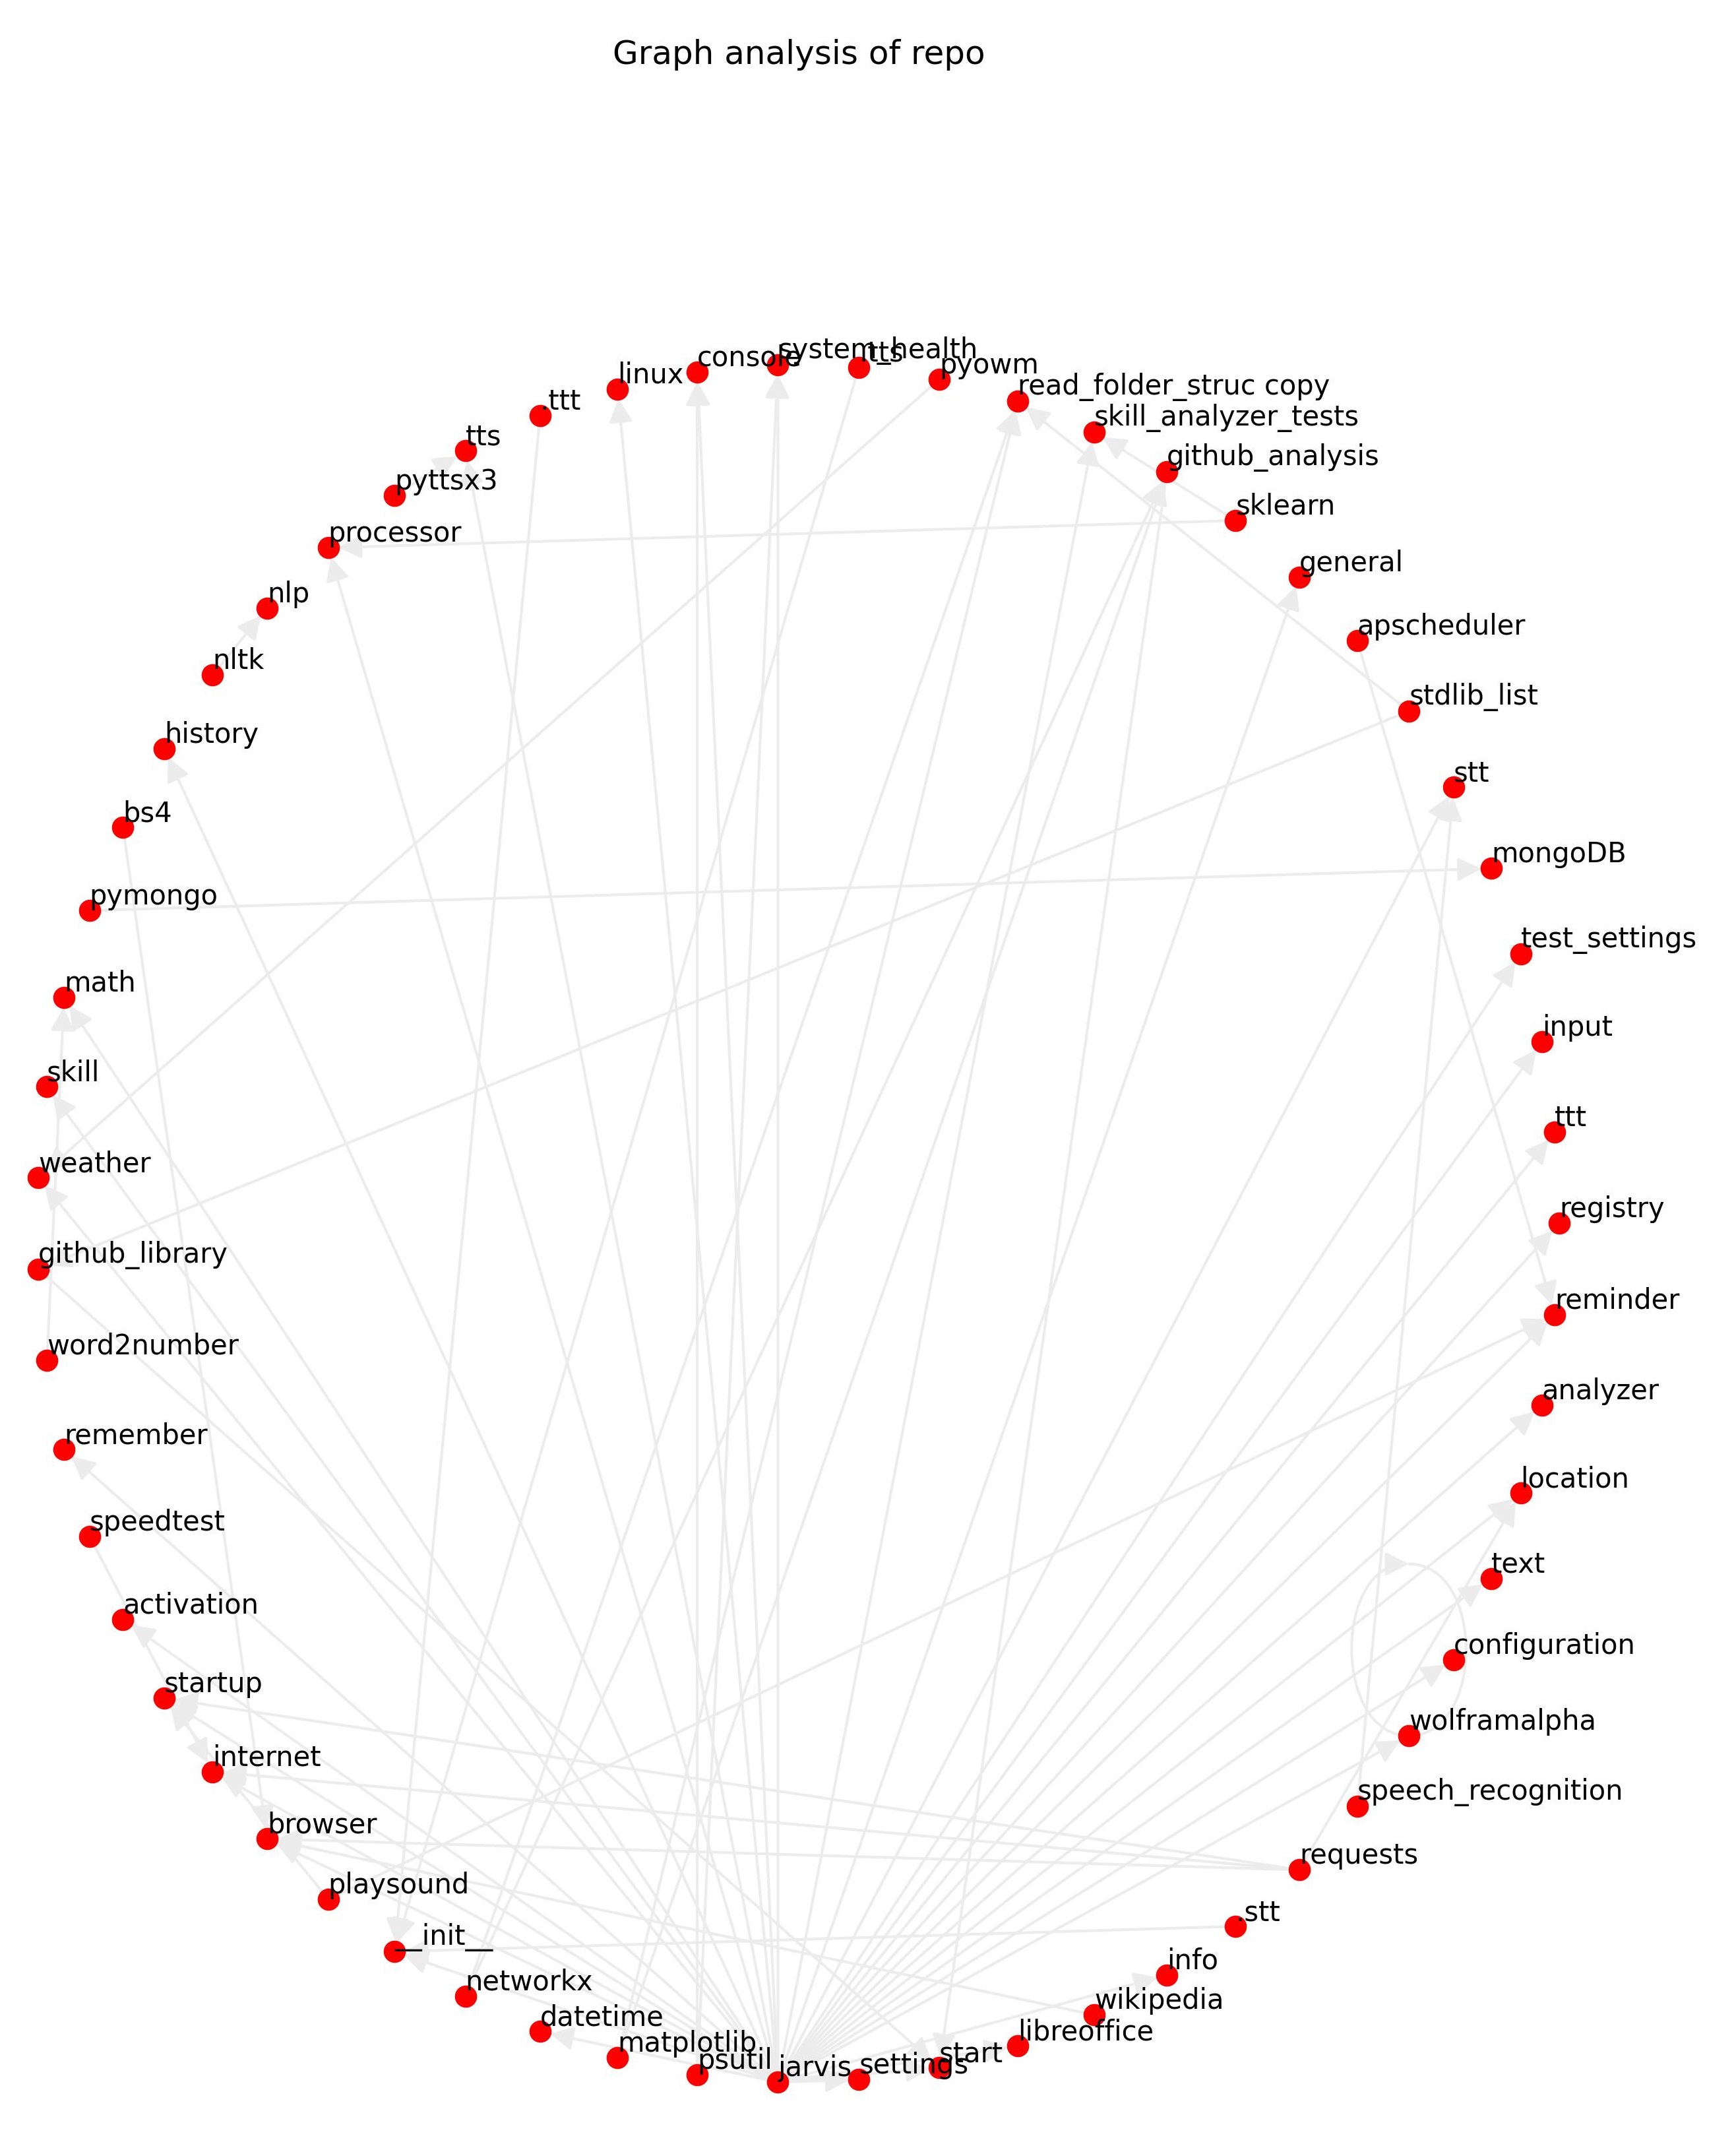 Graph analysis of repo
system_health
tts
console
pyowm
linux
read_folder_struc copy
.ttt
skill_analyzer_tests
tts
github_analysis
pyttsx3
sklearn
processor
general
nlp
apscheduler
nltk
stdlib_list
history
stt
bs4
mongoDB
pymongo
test_settings
math
input
skill
ttt
weather
registry
github_library
reminder
word2number
analyzer
remember
location
speedtest
text
activation
configuration
startup
wolframalpha
internet
speech_recognition
browser
requests
playsound
.stt
__init__
info
networkx
wikipedia
datetime
libreoffice
matplotlib
start
psutil
jarvis
settings